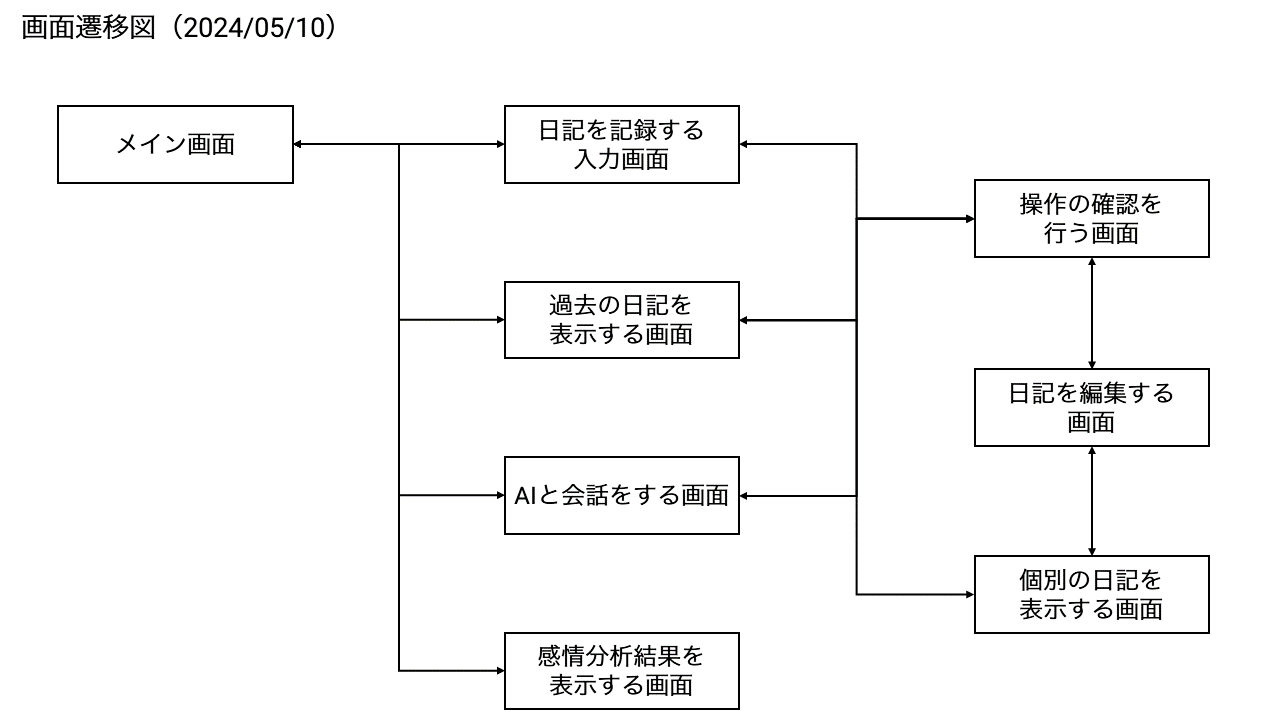 画面遷移図（2024/05/10）
メイン画面
日記を記録する
入力画面
操作の確認を
行う画面
過去の日記を
表示する画面
日記を編集する
画面
AIと会話をする画面
個別の日記を
表示する画面
感情分析結果を
表示する画面